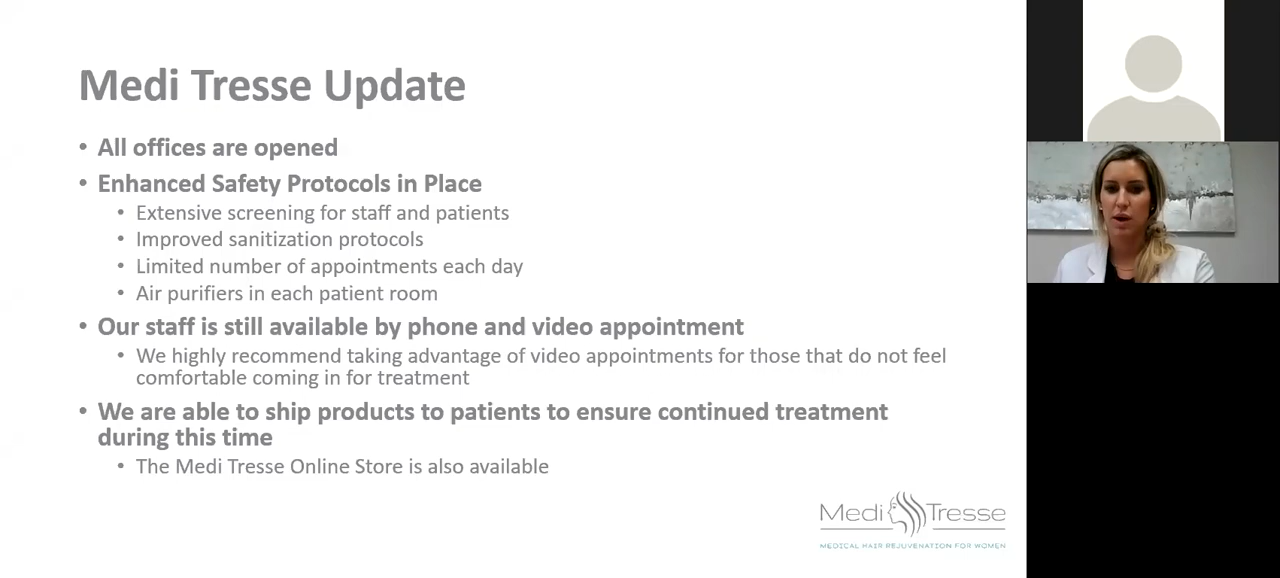 Medi Tresse Update
• All offices are opened
• Enhanced Safety Protocols in Place
• Extensive screening for staff and patients
• Improved sanitization protocols
• Limited number of appointments each day
• Air purifiers in each patient room
• Our staff is still available by phone and video appointment
• We highly recommend taking advantage of video appointments for those that do not feel
comfortable coming in for treatment
• We are able to ship products to patients to ensure continued treatment
during this time
• The Medi Tresse Online Store is also available
Medi Tresse
MEDICAL HAIR REJUVENATION FOR WOMEN